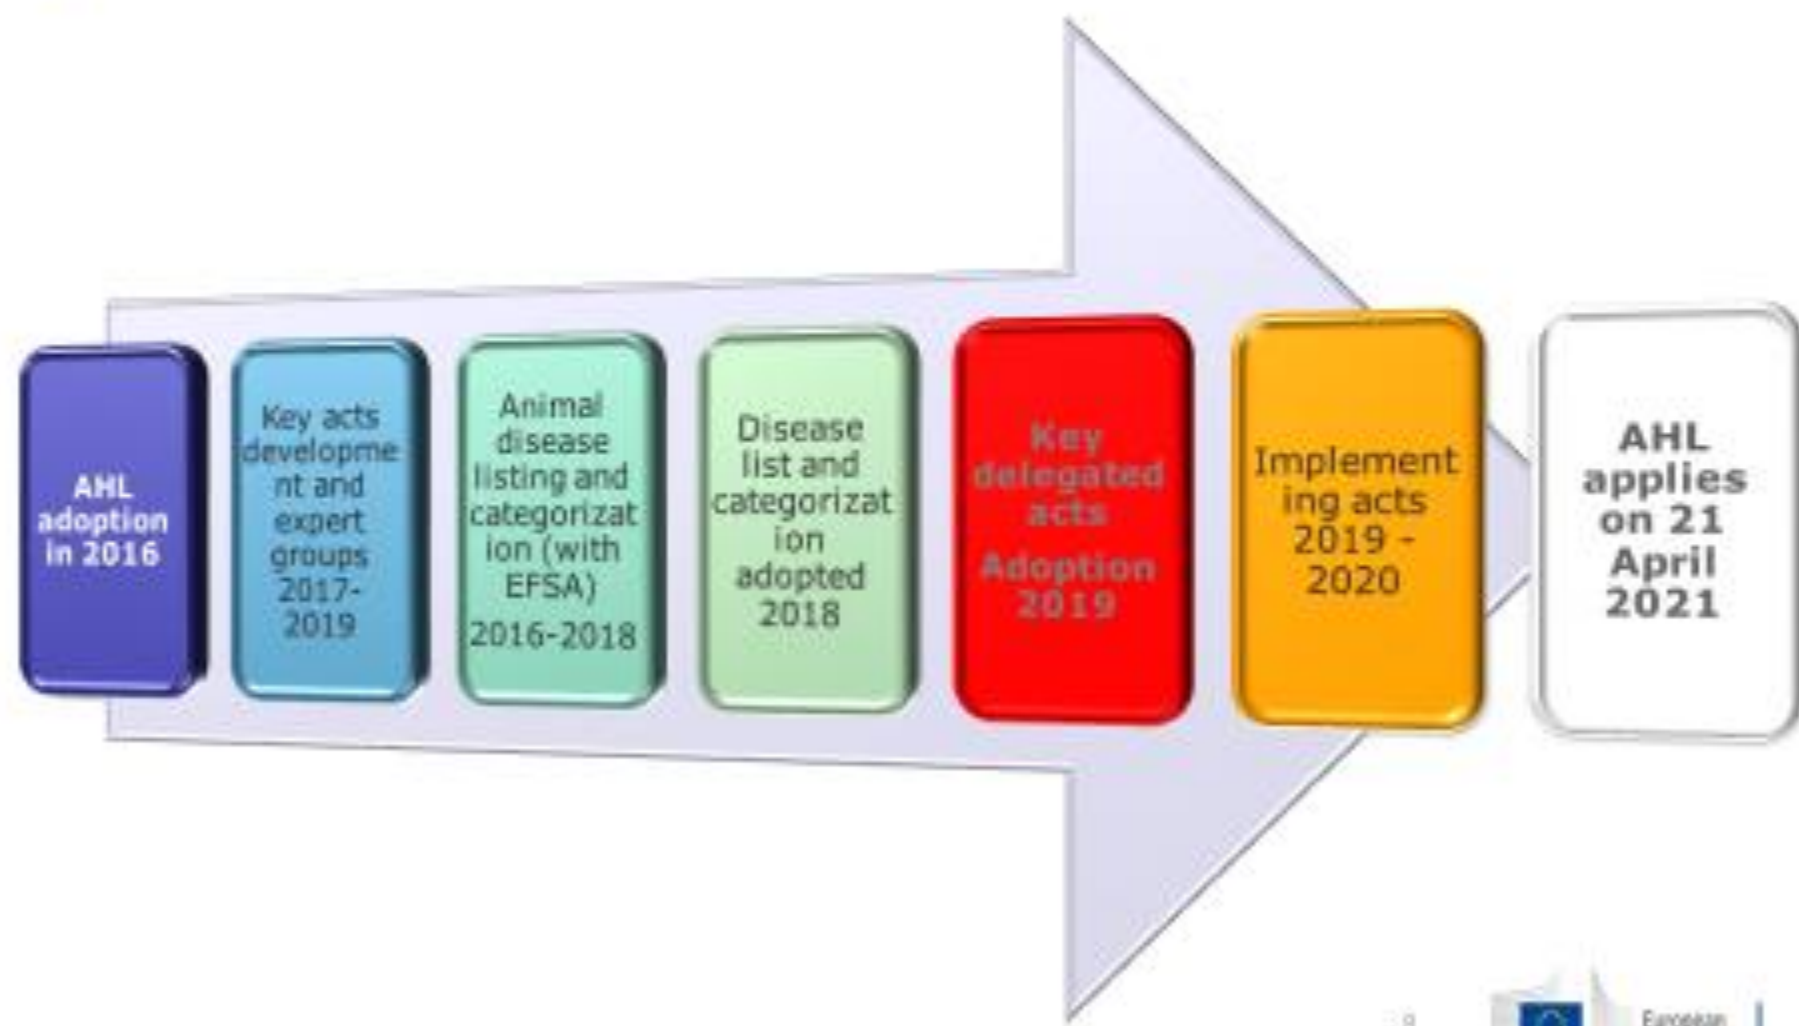 AHL
adoption
in 2016
Key acts
developme
nt and
expert
groups
2017-
2019
Animal
disease
listing and
categorizat
ion (with
EFSA)
2016-2018
Disease
list and
categorizat
ion
adopted
2018
Key
delegated
acts
Adoption
2019
Implement
ing acts
2019 -
2020
AHL
applies
on 21
April
2021
European